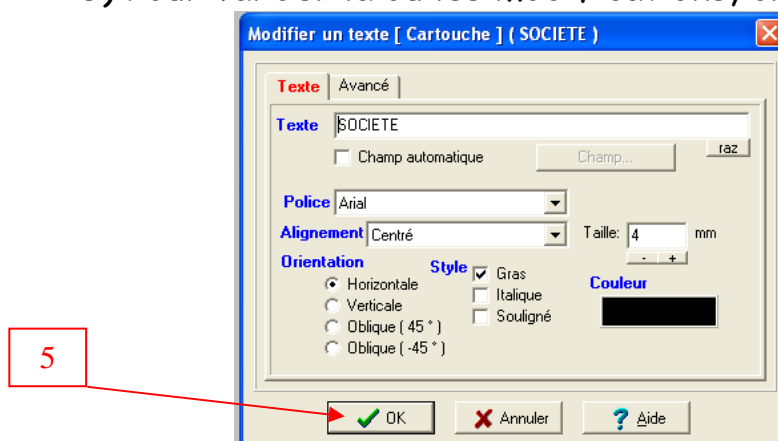 Modifier un texte [ Cartouche ] ( SOCIETE )
Texte Avancé
Texte SOCIETE
Champ automatique Champ... raz
Police Arial
Alignement Centré Taille: 4 mm
- +
Orientation Style Gras Couleur
Horizontale Italique
Verticale Souligné
Oblique ( 45 ° )
Oblique ( -45 ° )
5
OK Annuler ? Aide